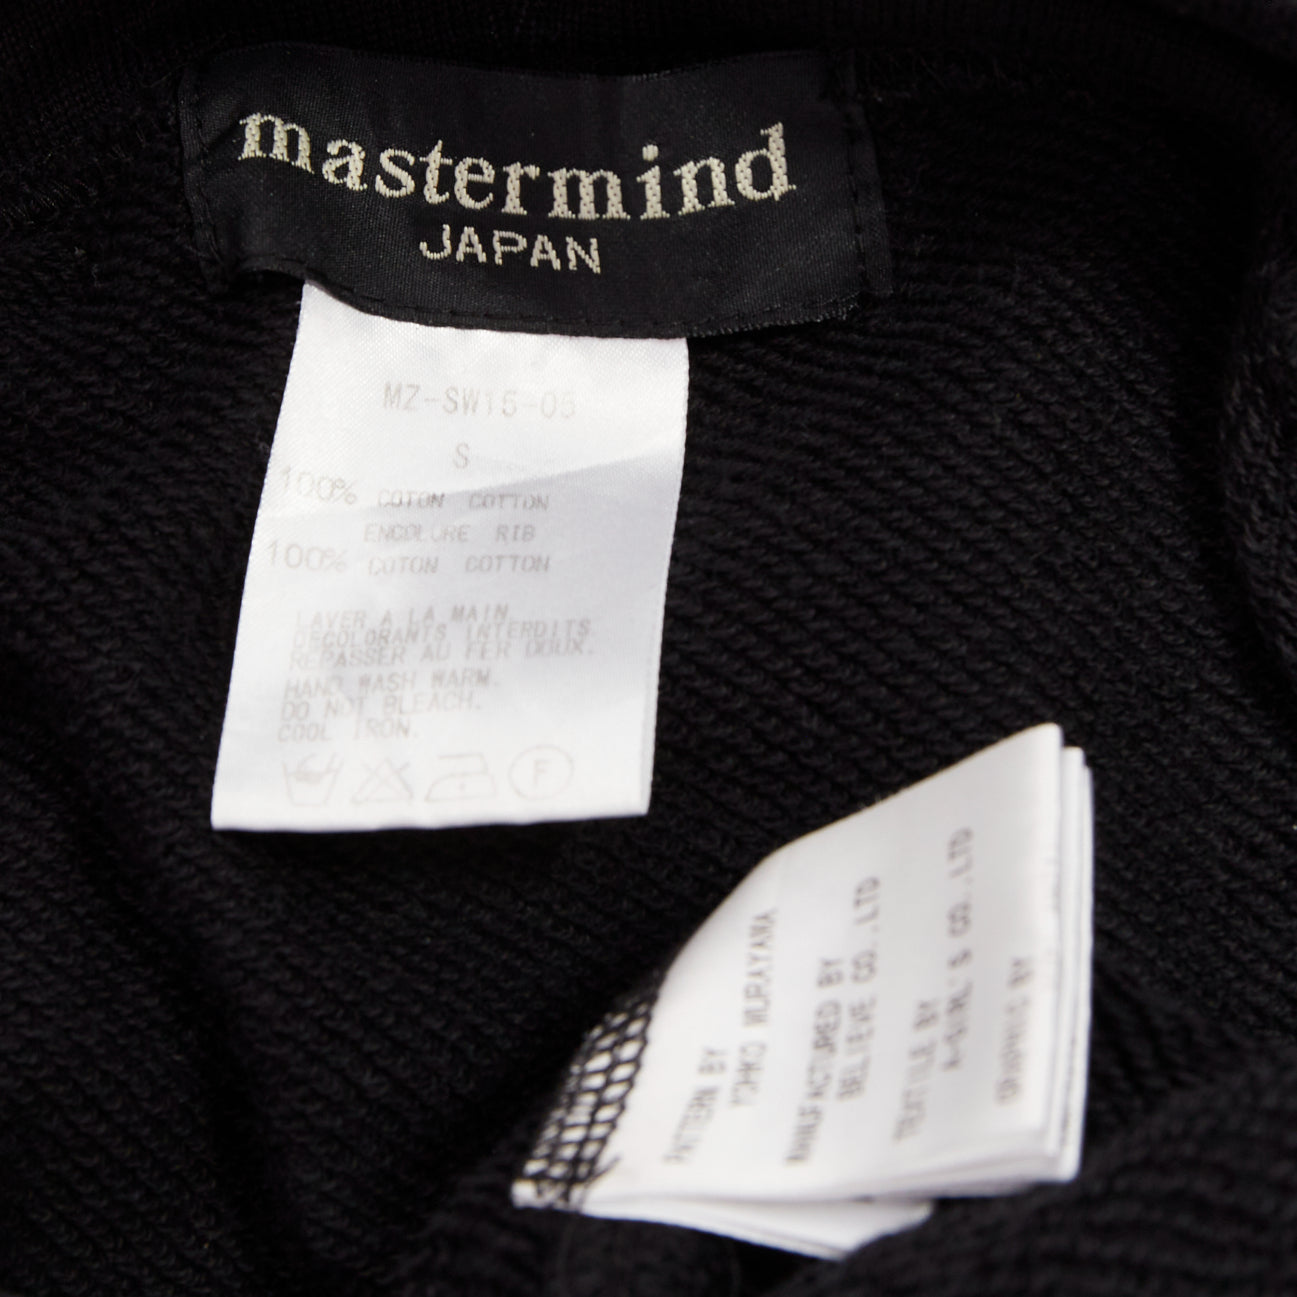 mastermind
JAPAN
MZ-SW15-05
S
100% COTON COTTON
ENCOLURE RIB
100% COTON COTTON
LAVER A LA MAIN
DECOLORANTS INTERDITS.
REPASSER AU FER DOUX.
HAND WASH WARM.
DO NOT BLEACH.
COOL IRON.
F
PATTERN BY
YOHKO MURAYAMA
MANUFACTURED BY
BELIEVE CO.,LTD
TEXTILE BY
A-GIRL'S CO.,LTD
GRAPHIC BY